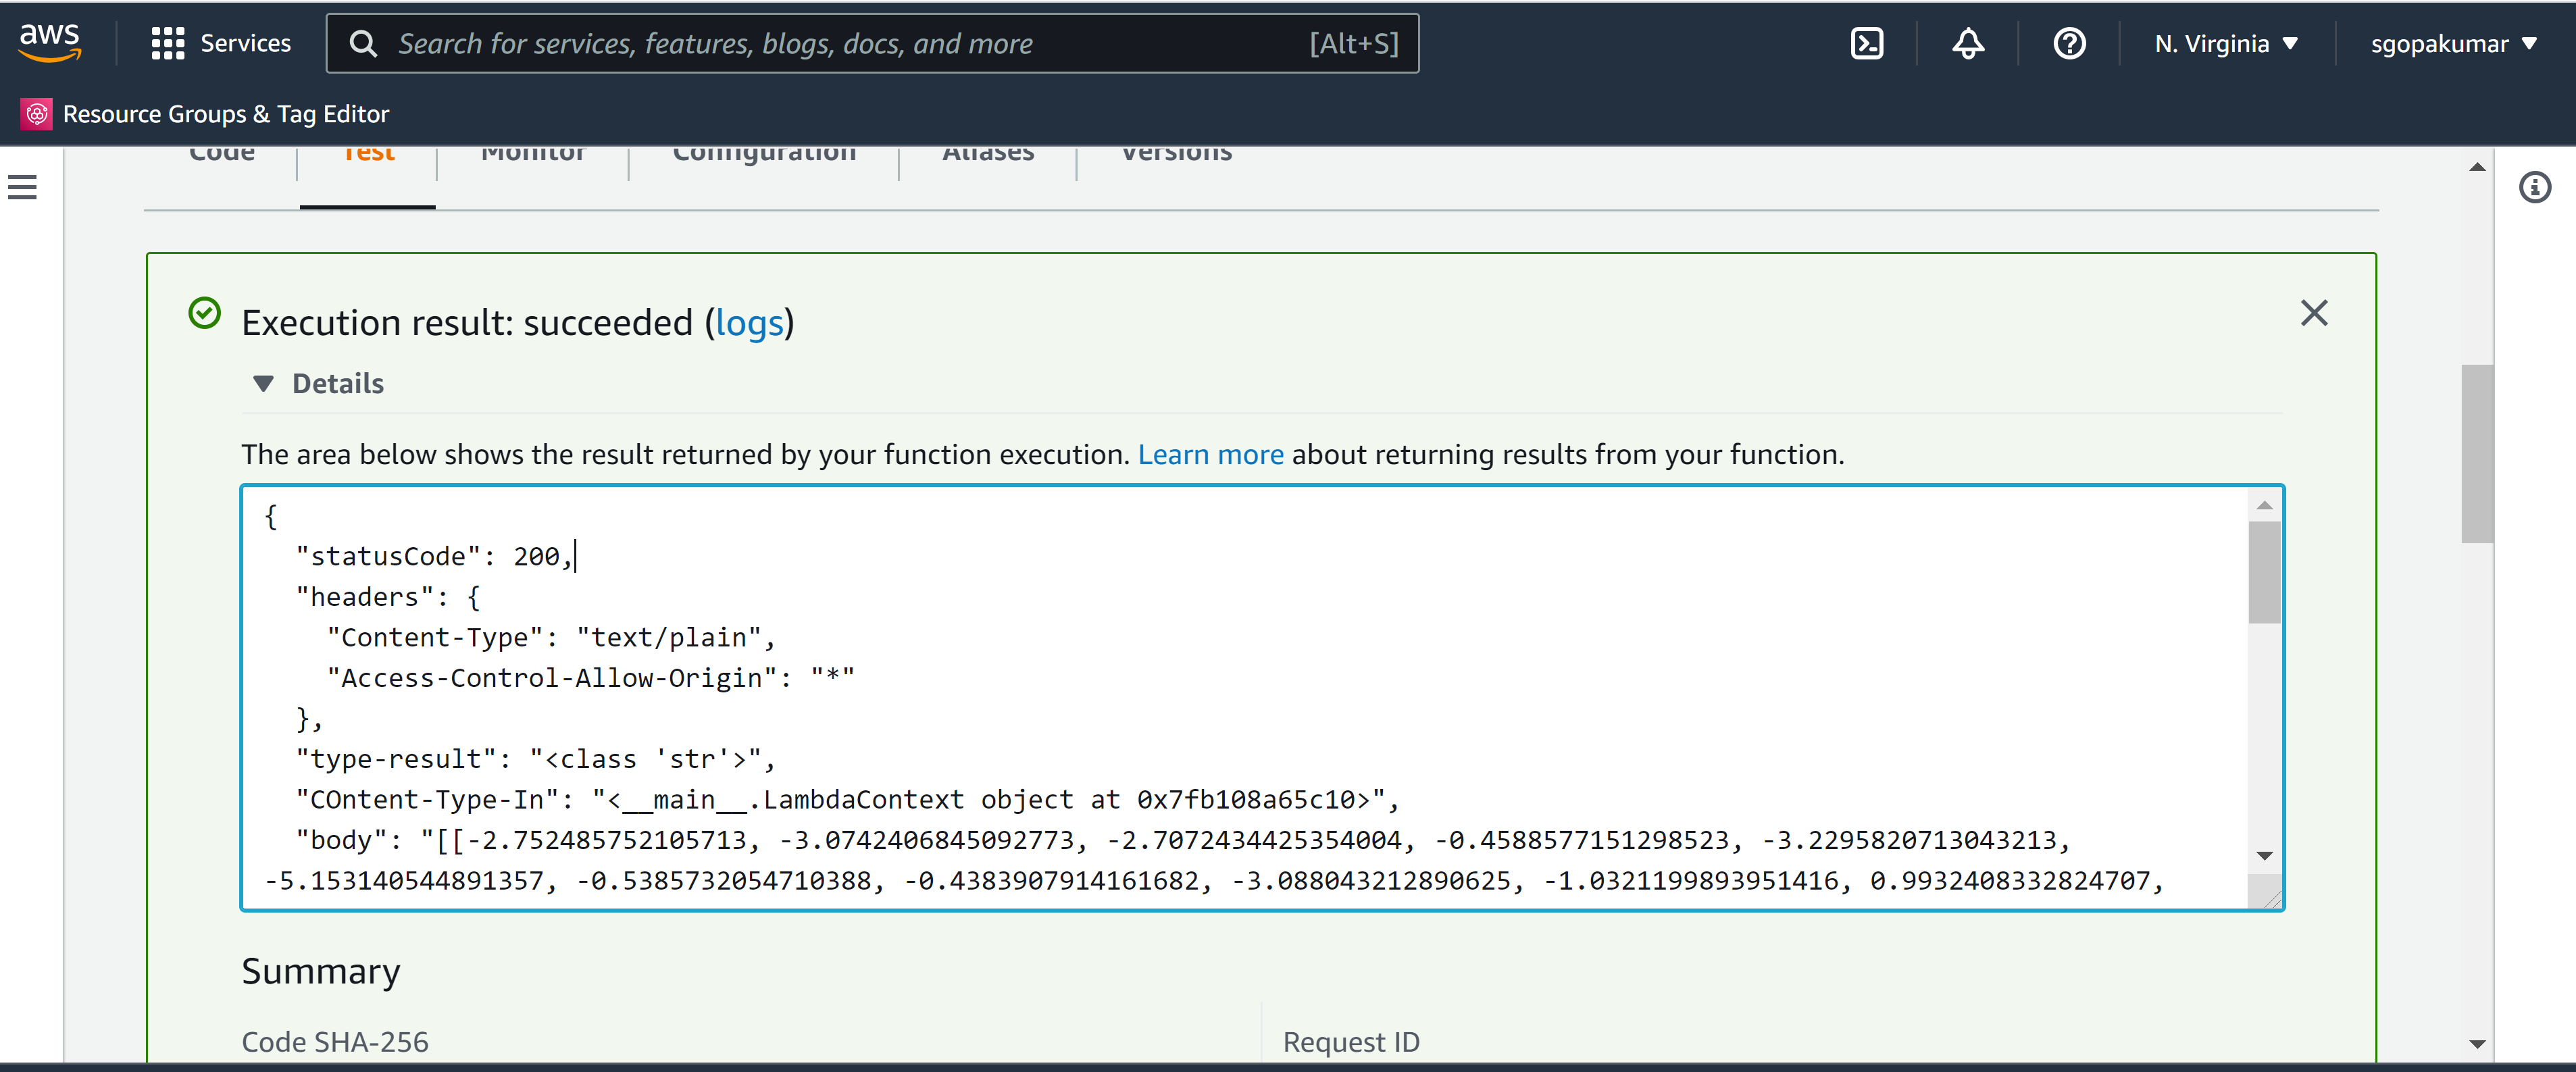 aws Services Search for services, features, blogs, docs, and more [Alt+S] N. Virginia sgopakumar
Resource Groups & Tag Editor
Code Test Monitor Configuration Aliases Versions
Execution result: succeeded (logs)
Details
The area below shows the result returned by your function execution. Learn more about returning results from your function.
{
"statusCode": 200,
"headers": {
"Content-Type": "text/plain",
"Access-Control-Allow-Origin": "*"
},
"type-result": "<class 'str'>",
"COntent-Type-In": "<__main__.LambdaContext object at 0x7fb108a65c10>",
"body": "[[-2.752485752105713, -3.0742406845092773, -2.7072434425354004, -0.4588577151298523, -3.2295820713043213,
-5.153140544891357, -0.5385732054710388, -0.4383907914161682, -3.088043212890625, -1.0321199893951416, 0.9932408332824707,
Summary
Code SHA-256 Request ID